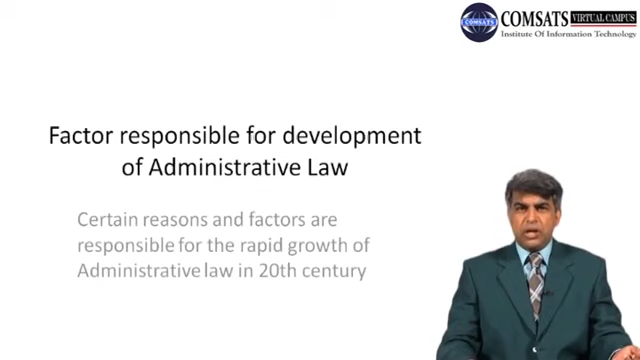 COMSATS VIRTUAL CAMPUS
Institute Of Information Technology
Factor responsible for development
of Administrative Law
Certain reasons and factors are
responsible for the rapid growth of
Administrative law in 20th century